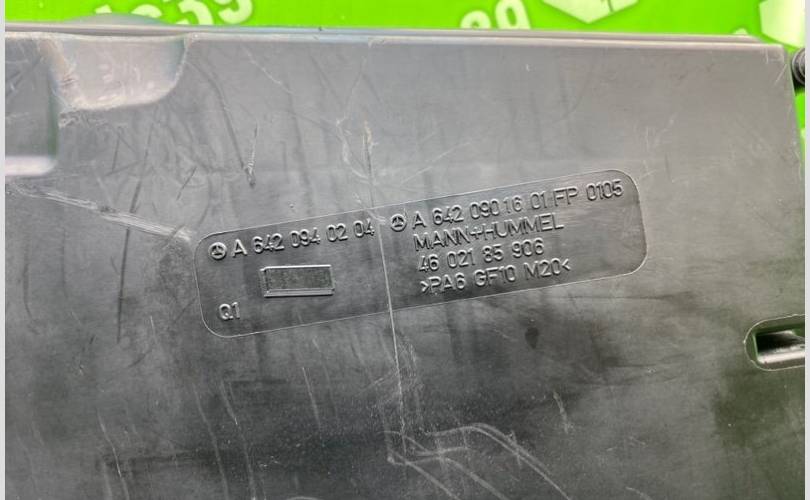 A 642 094 02 04
Q1
A 642 090 16 01 FP 0105
MANN+HUMMEL
46 021 85 906
>PA6 GF10 M20<